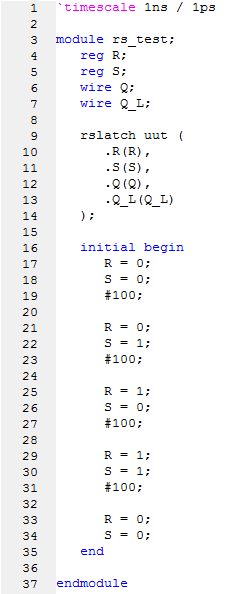 1 `timescale 1ns / 1ps
2
3 module rs_test;
4 reg R;
5 reg S;
6 wire Q;
7 wire Q_L;
8
9 rslatch uut (
10 .R(R),
11 .S(S),
12 .Q(Q),
13 .Q_L(Q_L)
14 );
15
16 initial begin
17 R = 0;
18 S = 0;
19 #100;
20
21 R = 0;
22 S = 1;
23 #100;
24
25 R = 1;
26 S = 0;
27 #100;
28
29 R = 1;
30 S = 1;
31 #100;
32
33 R = 0;
34 S = 0;
35 end
36
37 endmodule